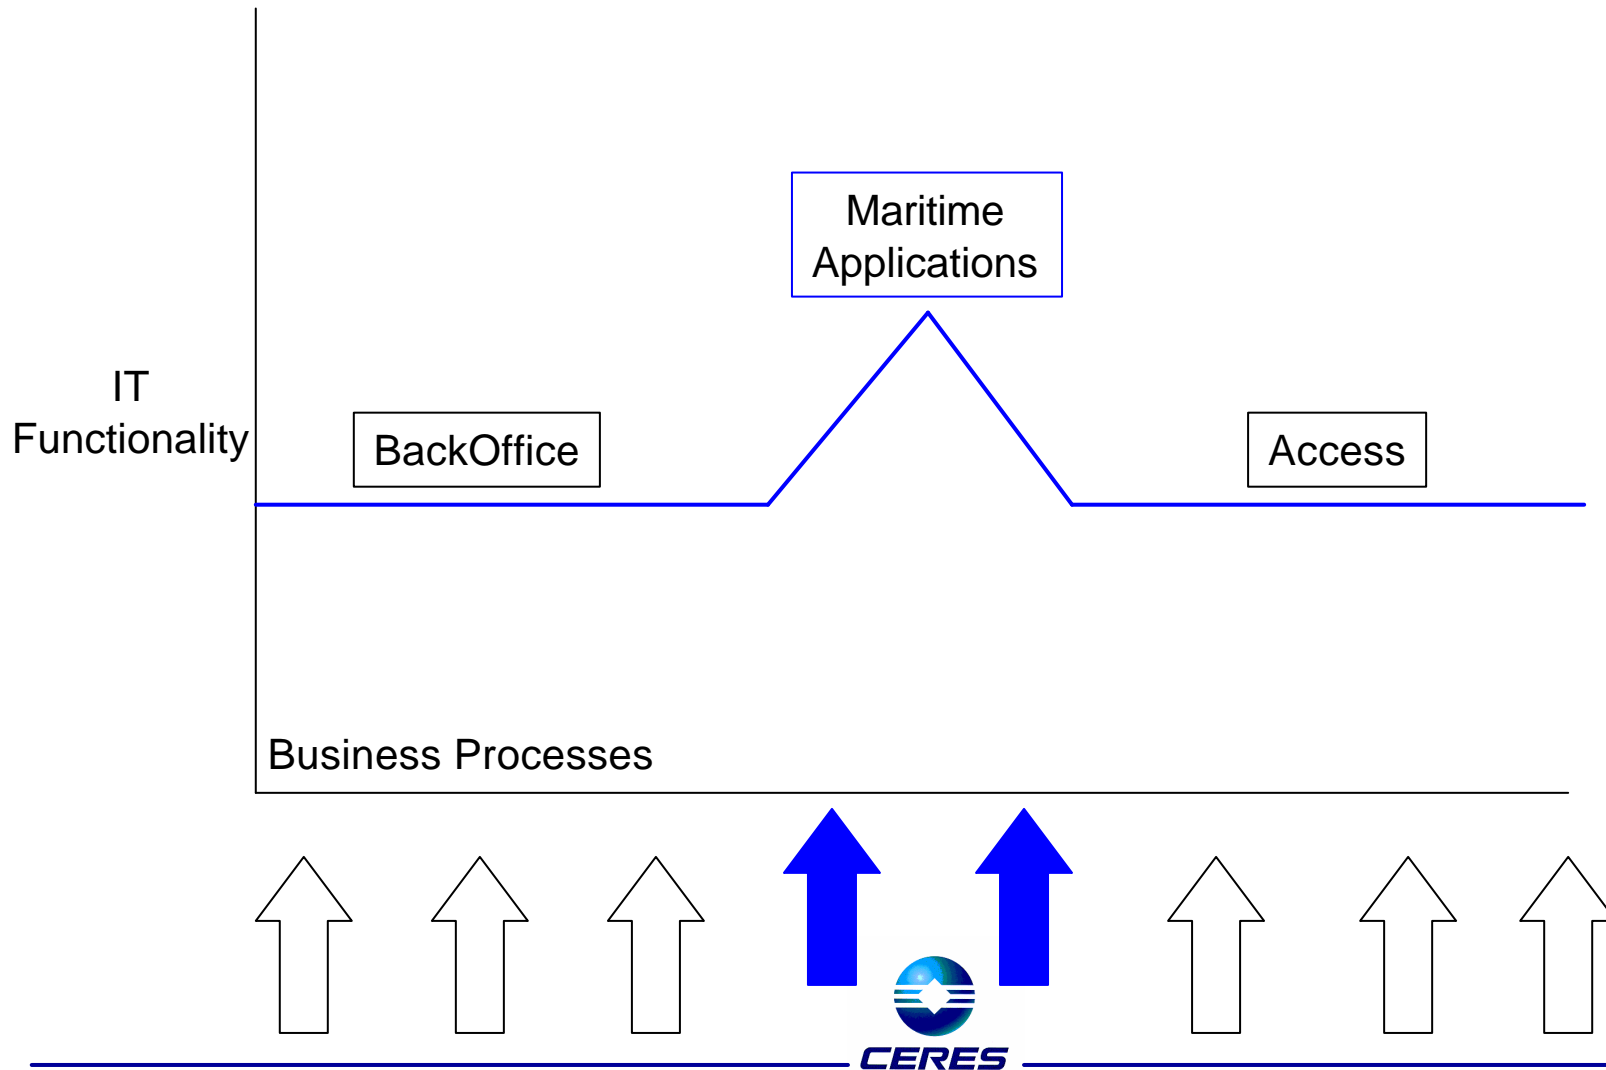 Maritime
Applications
IT
Functionality
BackOffice
Access
Business Processes
CERES